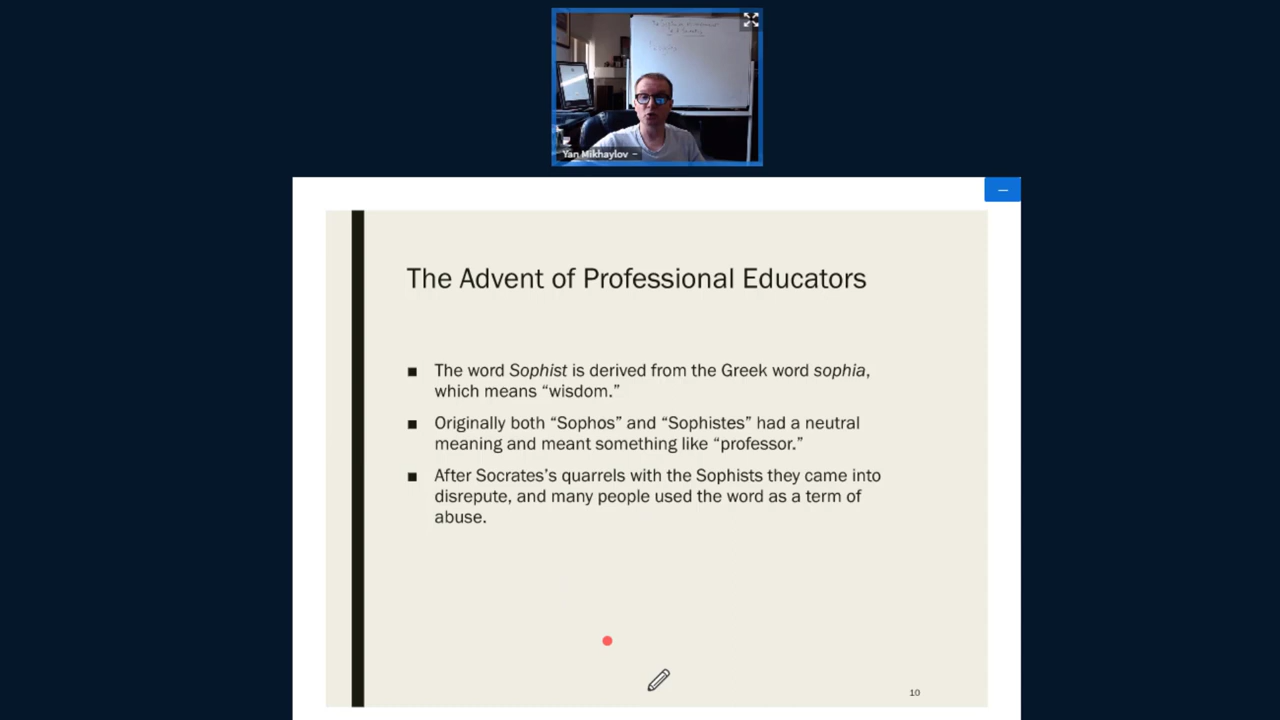 Yan Mikhaylov
The Advent of Professional Educators
■ The word Sophist is derived from the Greek word sophia,
which means “wisdom.”
■ Originally both “Sophos” and “Sophistes” had a neutral
meaning and meant something like “professor.”
■ After Socrates’s quarrels with the Sophists they came into
disrepute, and many people used the word as a term of
abuse.
10